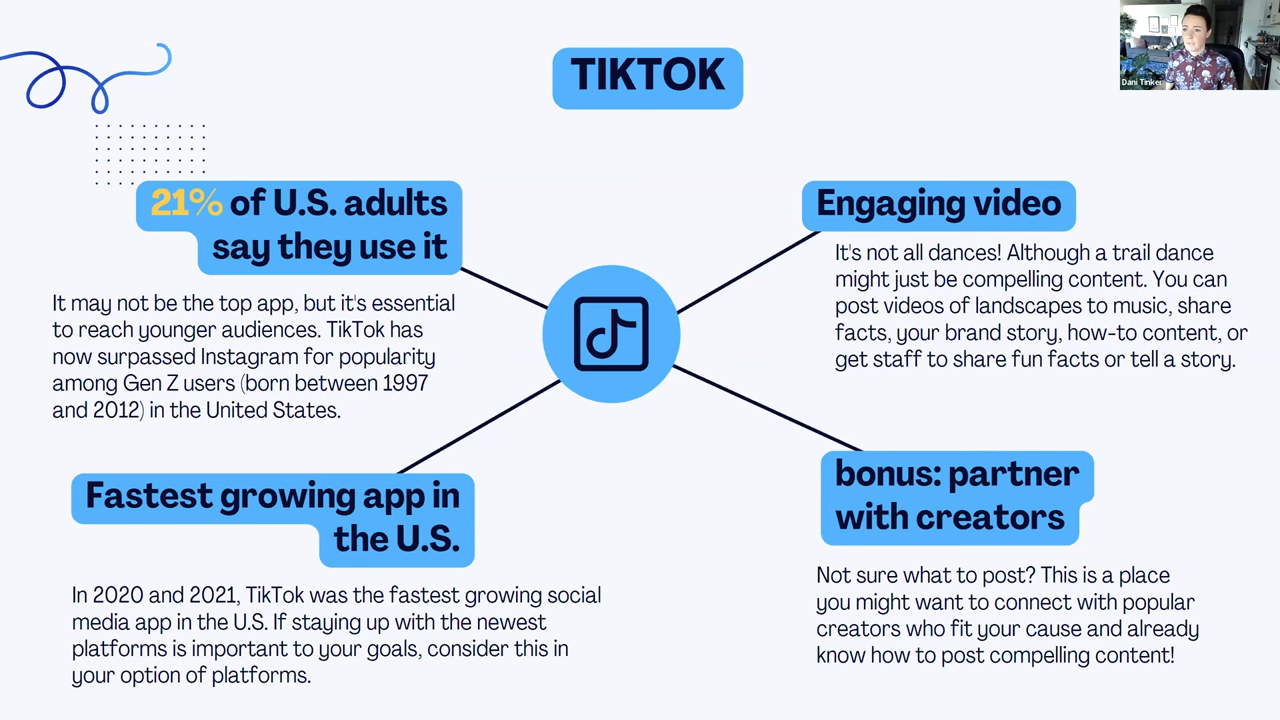 TIKTOK
Dani Tinker
21% of U.S. adults
say they use it
It may not be the top app, but it's essential
to reach younger audiences. TikTok has
now surpassed Instagram for popularity
among Gen Z users (born between 1997
and 2012) in the United States.
Engaging video
It's not all dances! Although a trail dance
might just be compelling content. You can
post videos of landscapes to music, share
facts, your brand story, how-to content, or
get staff to share fun facts or tell a story.
Fastest growing app in
the U.S.
In 2020 and 2021, TikTok was the fastest growing social
media app in the U.S. If staying up with the newest
platforms is important to your goals, consider this in
your option of platforms.
bonus: partner
with creators
Not sure what to post? This is a place
you might want to connect with popular
creators who fit your cause and already
know how to post compelling content!